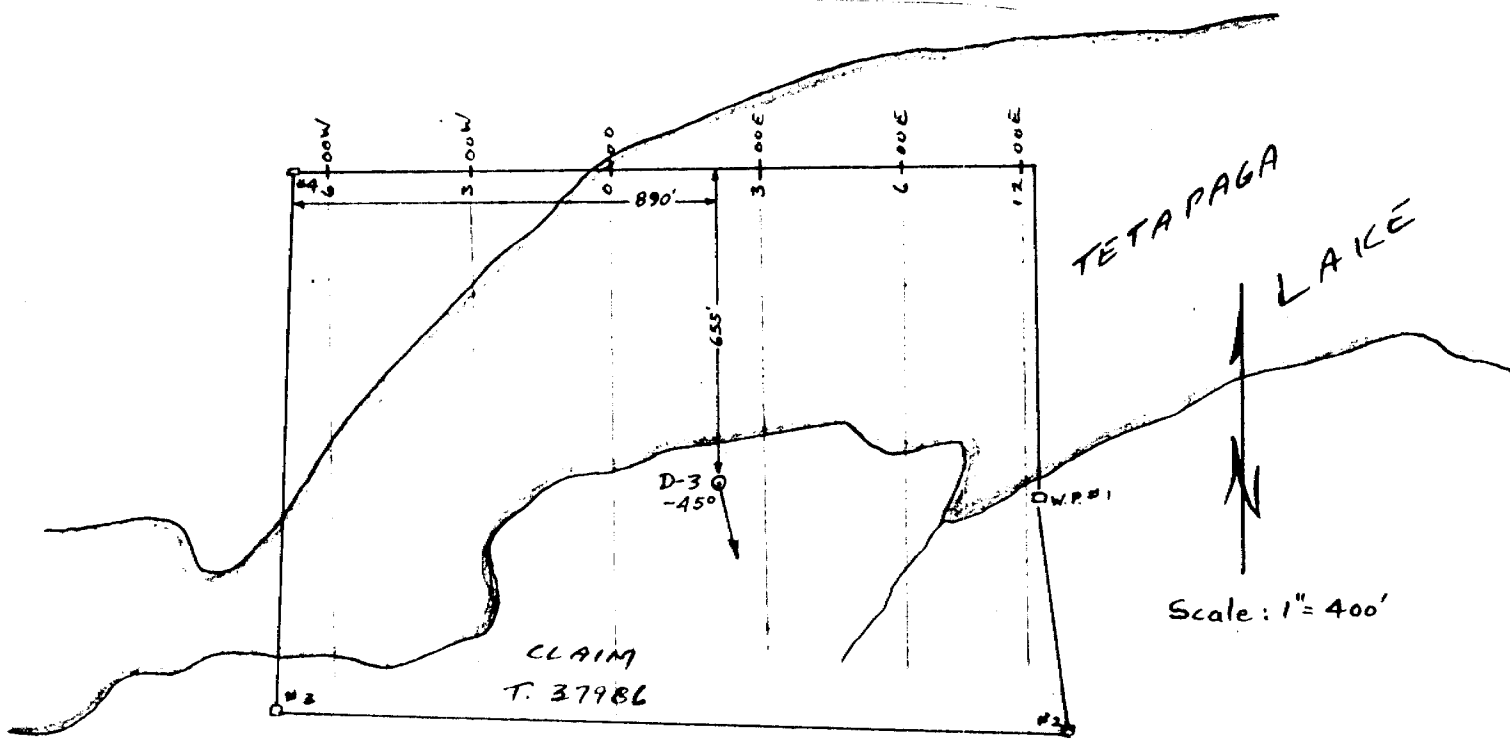 6+00W
3+00W
0+00
3+00E
6+00E
12+00E
#4
890'
TETAPAGA
LAKE
655'
D-3
-45°
W.P.#1
N
Scale: 1"= 400'
CLAIM
T. 37986
#3
#2